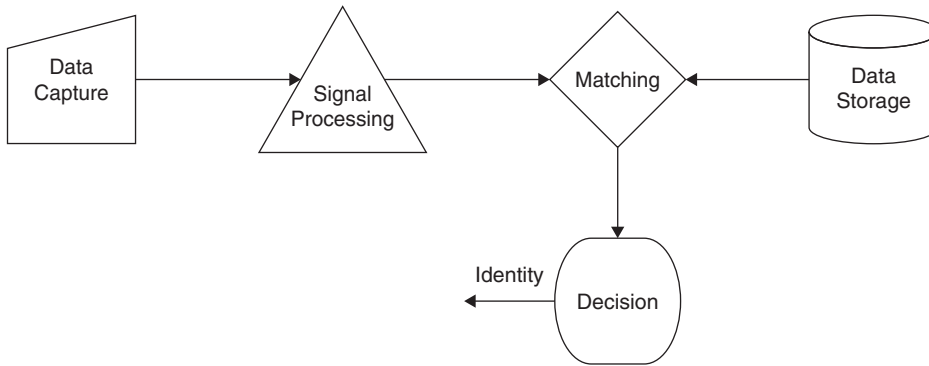 Data
Capture
Signal
Processing
Matching
Data
Storage
Identity
Decision